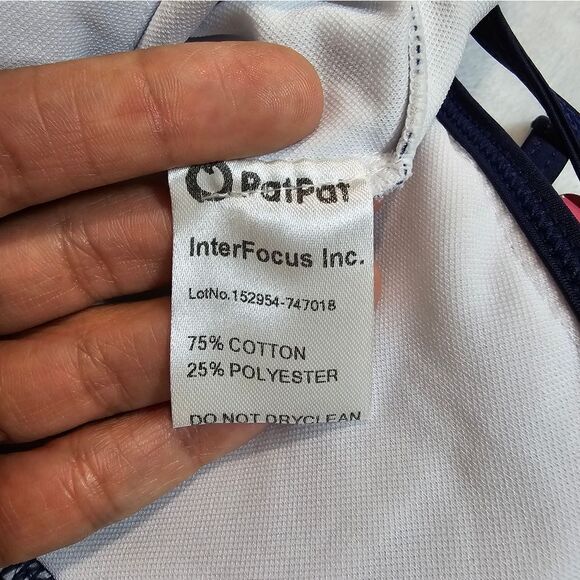 PatPat
InterFocus Inc.
LotNo.152954-747018
75% COTTON
25% POLYESTER
DO NOT DRYCLEAN